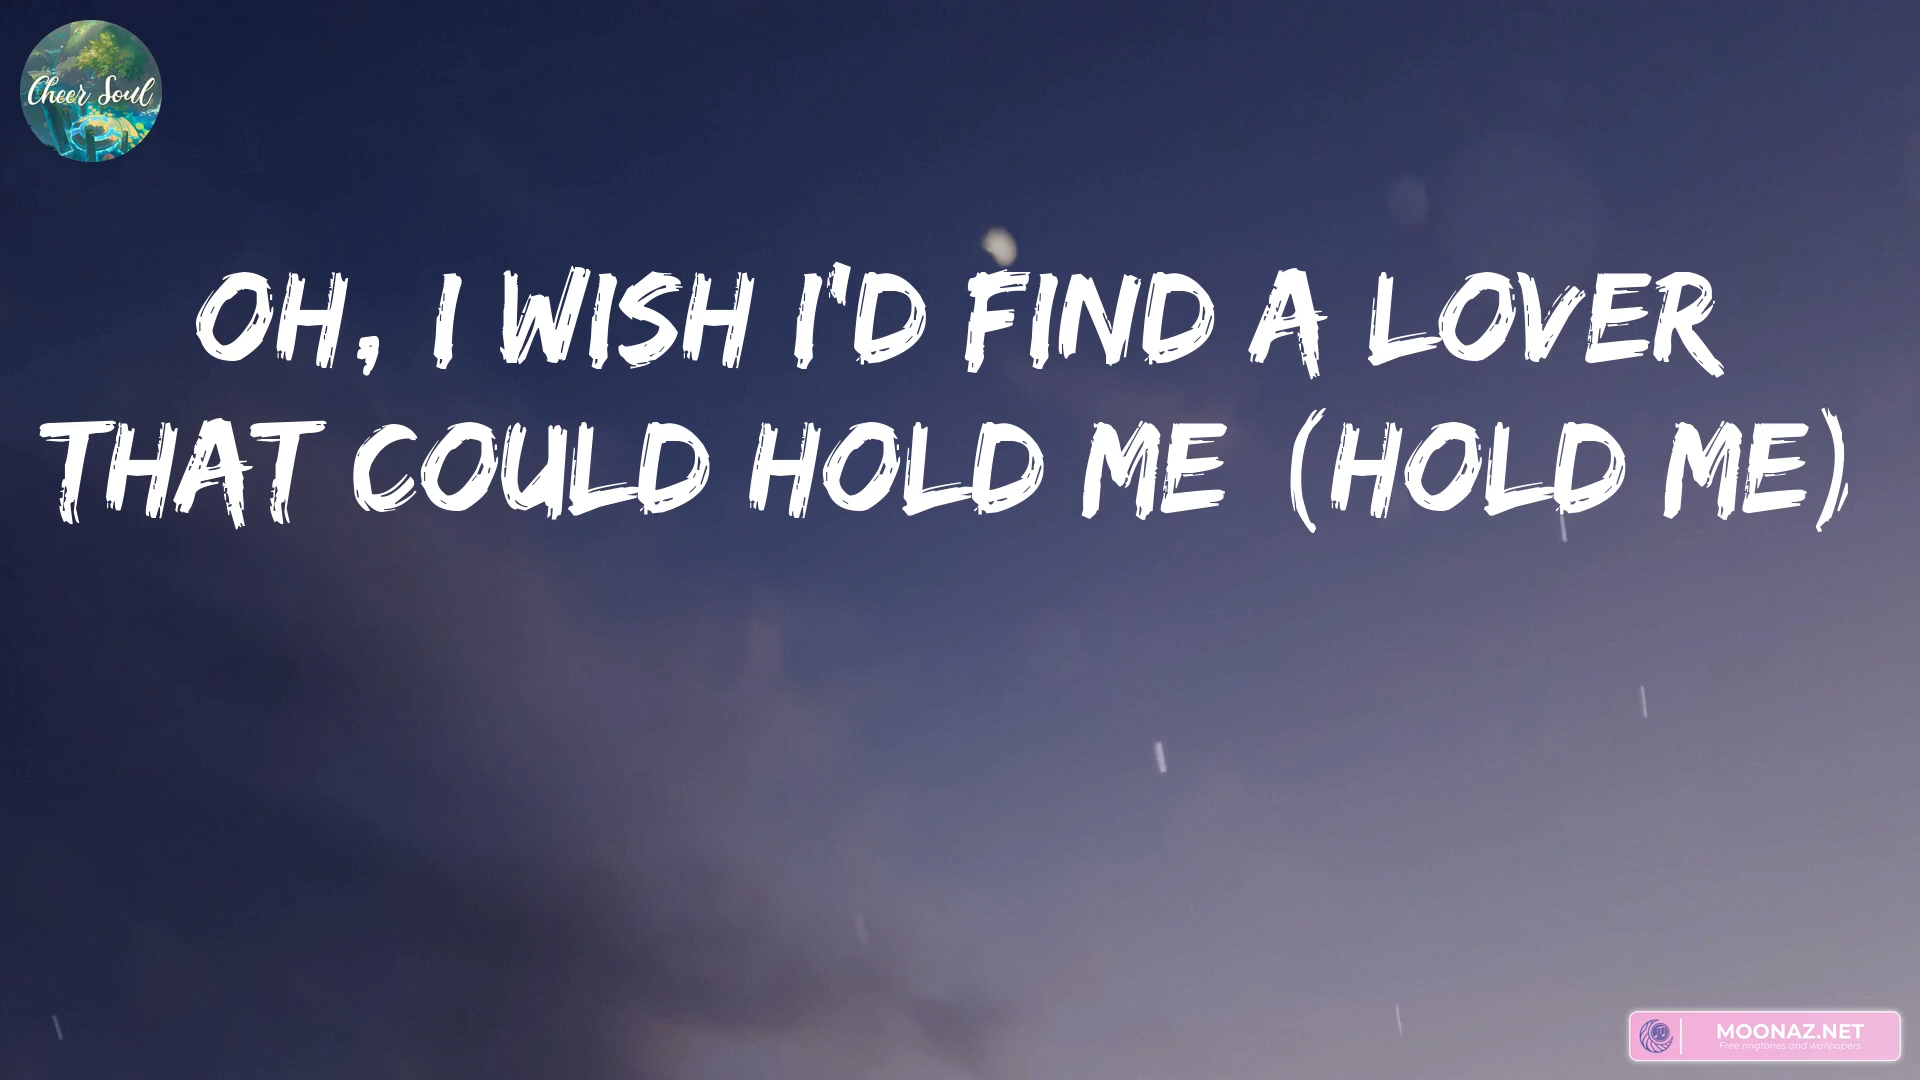 Cheer Soul
OH, I WISH I'D FIND A LOVER
THAT COULD HOLD ME (HOLD ME)
MOONAZ.NET
Free ringtones and wallpapers